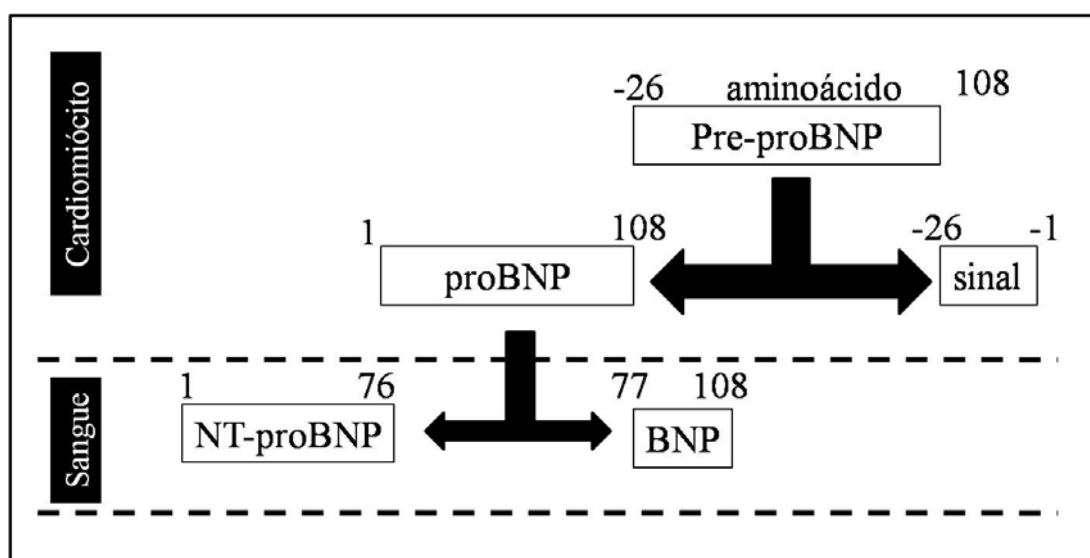 Cardiomiócito
-26 aminoácido 108
Pre-proBNP
1 108 -26 -1
proBNP sinal
Sangue
1 76 77 108
NT-proBNP BNP